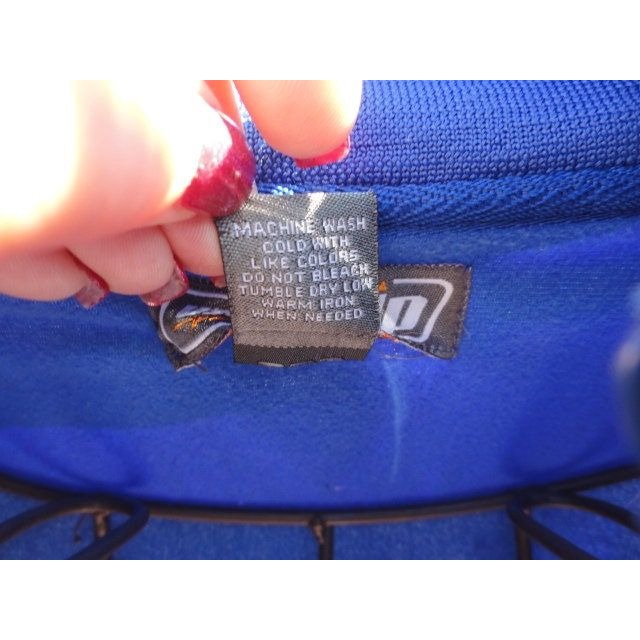 MACHINE WASH
COLD WITH
LIKE COLORS
DO NOT BLEACH
TUMBLE DRY LOW
WARM IRON
WHEN NEEDED